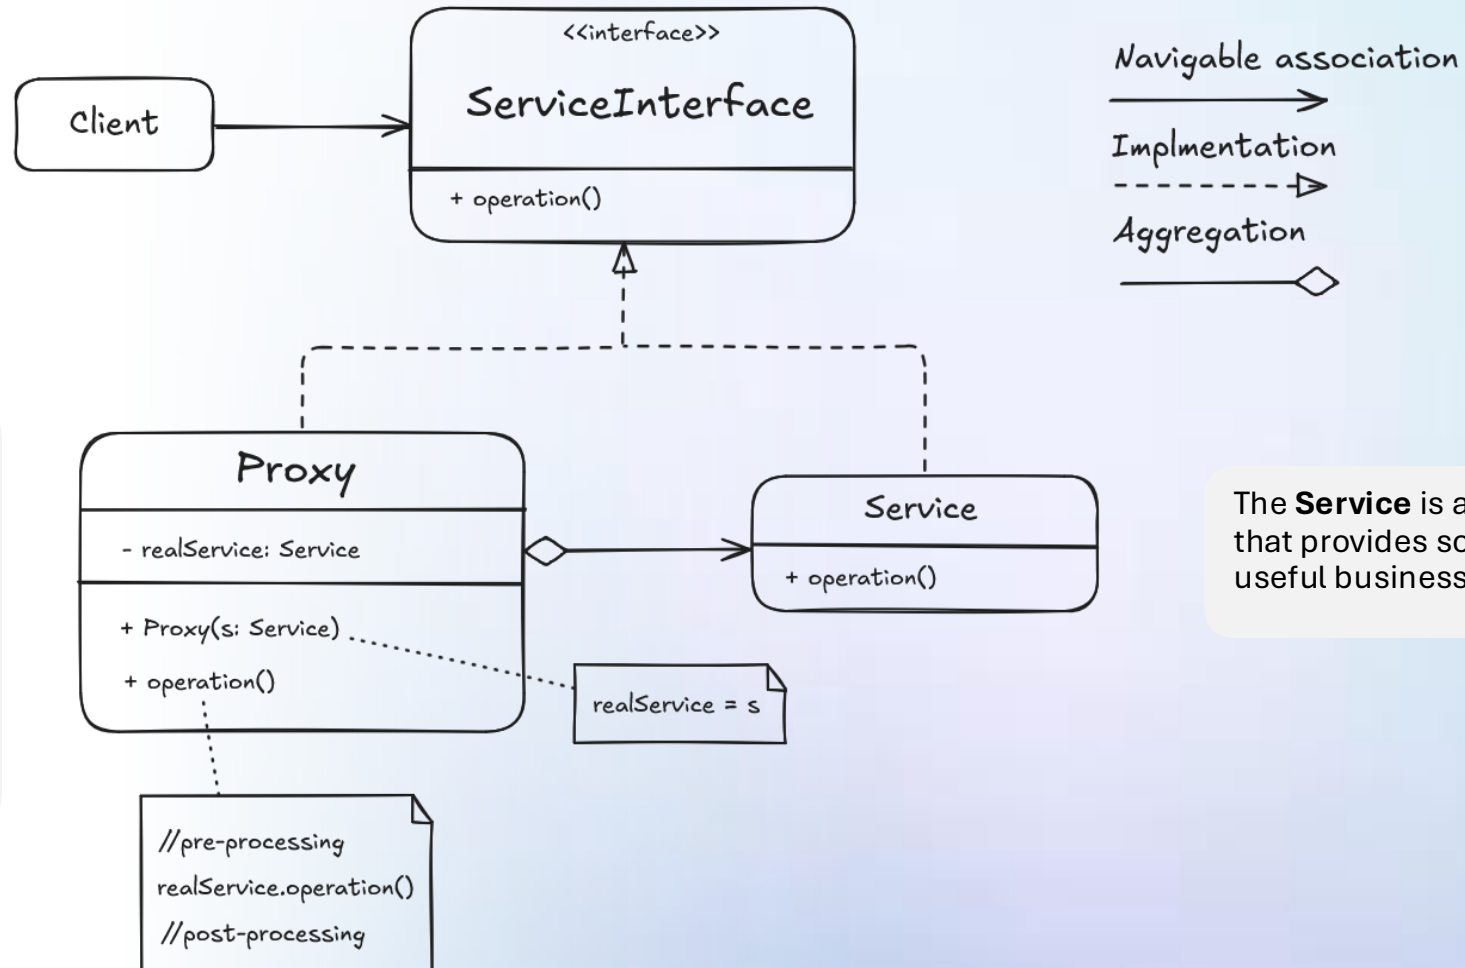 <<interface>>
ServiceInterface
+ operation()
Client
Navigable association
Implmentation
Aggregation
Proxy
- realService: Service
+ Proxy(s: Service)
+ operation()
Service
+ operation()
realService = s
//pre-processing
realService.operation()
//post-processing
The Service is a
that provides so
useful business